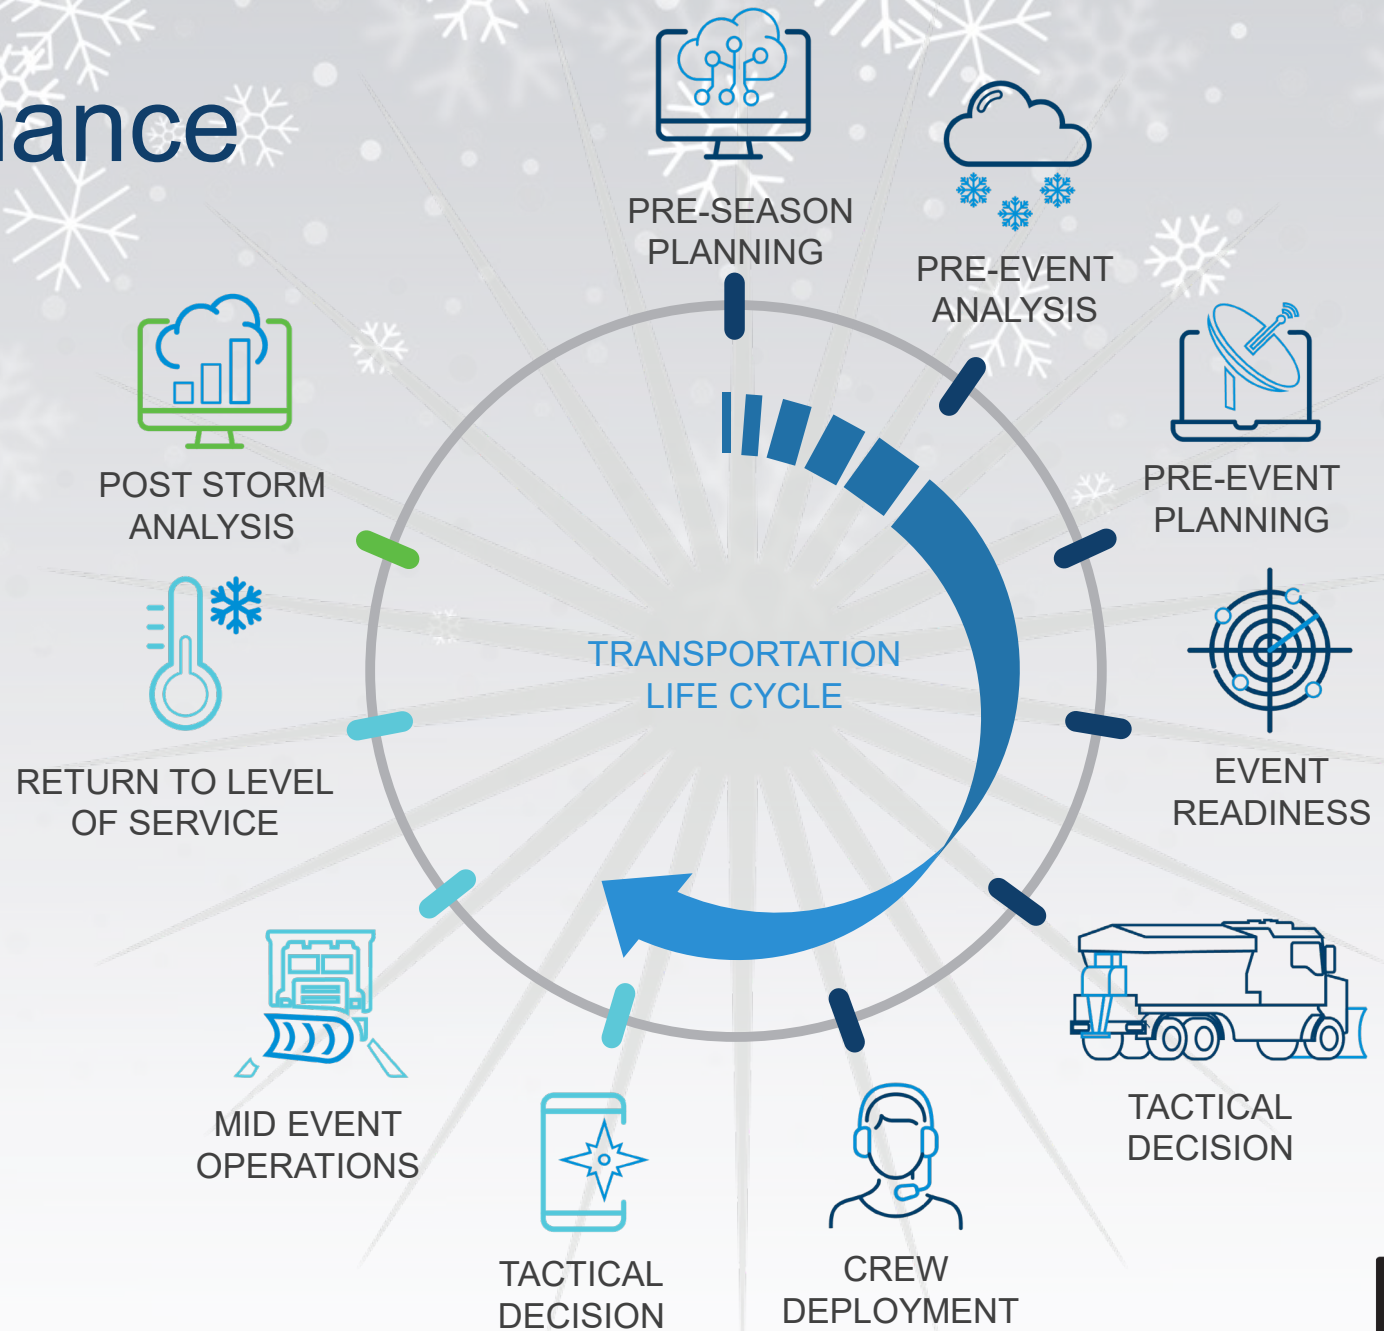 PRE-SEASON
PLANNING
PRE-EVENT
ANALYSIS
PRE-EVENT
PLANNING
EVENT
READINESS
TACTICAL
DECISION
CREW
DEPLOYMENT
TACTICAL
DECISION
MID EVENT
OPERATIONS
RETURN TO LEVEL
OF SERVICE
POST STORM
ANALYSIS
TRANSPORTATION
LIFE CYCLE